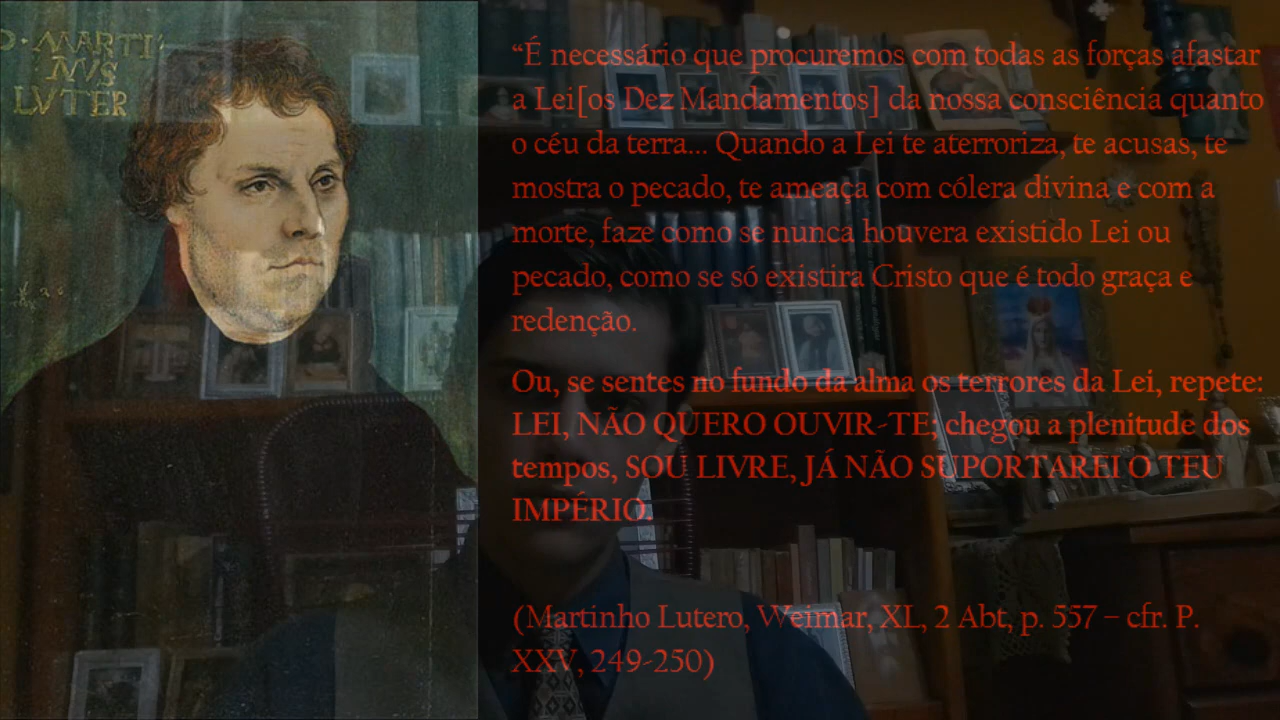 D·MARTI
NVS
LVTER
“É necessário que procuremos com todas as forças afastar
a Lei[os Dez Mandamentos] da nossa consciência quanto
o céu da terra... Quando a Lei te aterroriza, te acusas, te
mostra o pecado, te ameaça com cólera divina e com a
morte, faze como se nunca houvera existido Lei ou
pecado, como se só existira Cristo que é todo graça e
redenção.
Ou, se sentes no fundo da alma os terrores da Lei, repete:
LEI, NÃO QUERO OUVIR-TE; chegou a plenitude dos
tempos, SOU LIVRE, JÁ NÃO SUPORTAREI O TEU
IMPÉRIO.
(Martinho Lutero, Weimar, XL, 2 Abt, p. 557 – cfr. P.
XXV, 249-250)